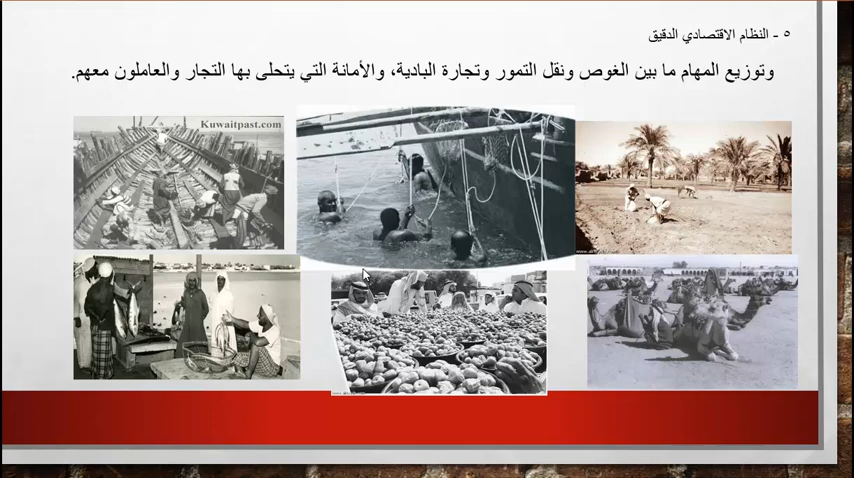 ٥ - النظام الاقتصادي الدقيق
وتوزيع المهام ما بين الغوص ونقل التمور وتجارة البادية، والأمانة التي يتحلى بها التجار والعاملون معهم.
Kuwaitpast.com